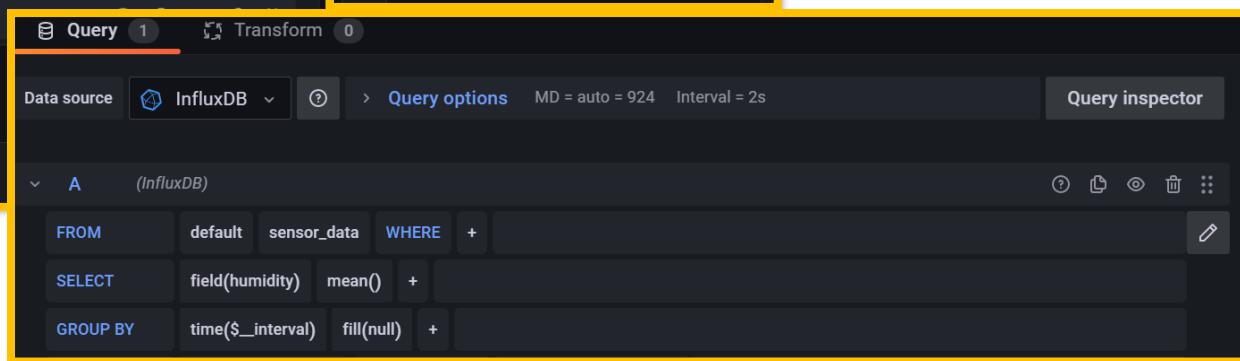 Query 1 Transform 0
Data source InfluxDB Query options MD = auto = 924 Interval = 2s Query inspector
A (InfluxDB)
FROM default sensor_data WHERE +
SELECT field(humidity) mean() +
GROUP BY time($__interval) fill(null) +